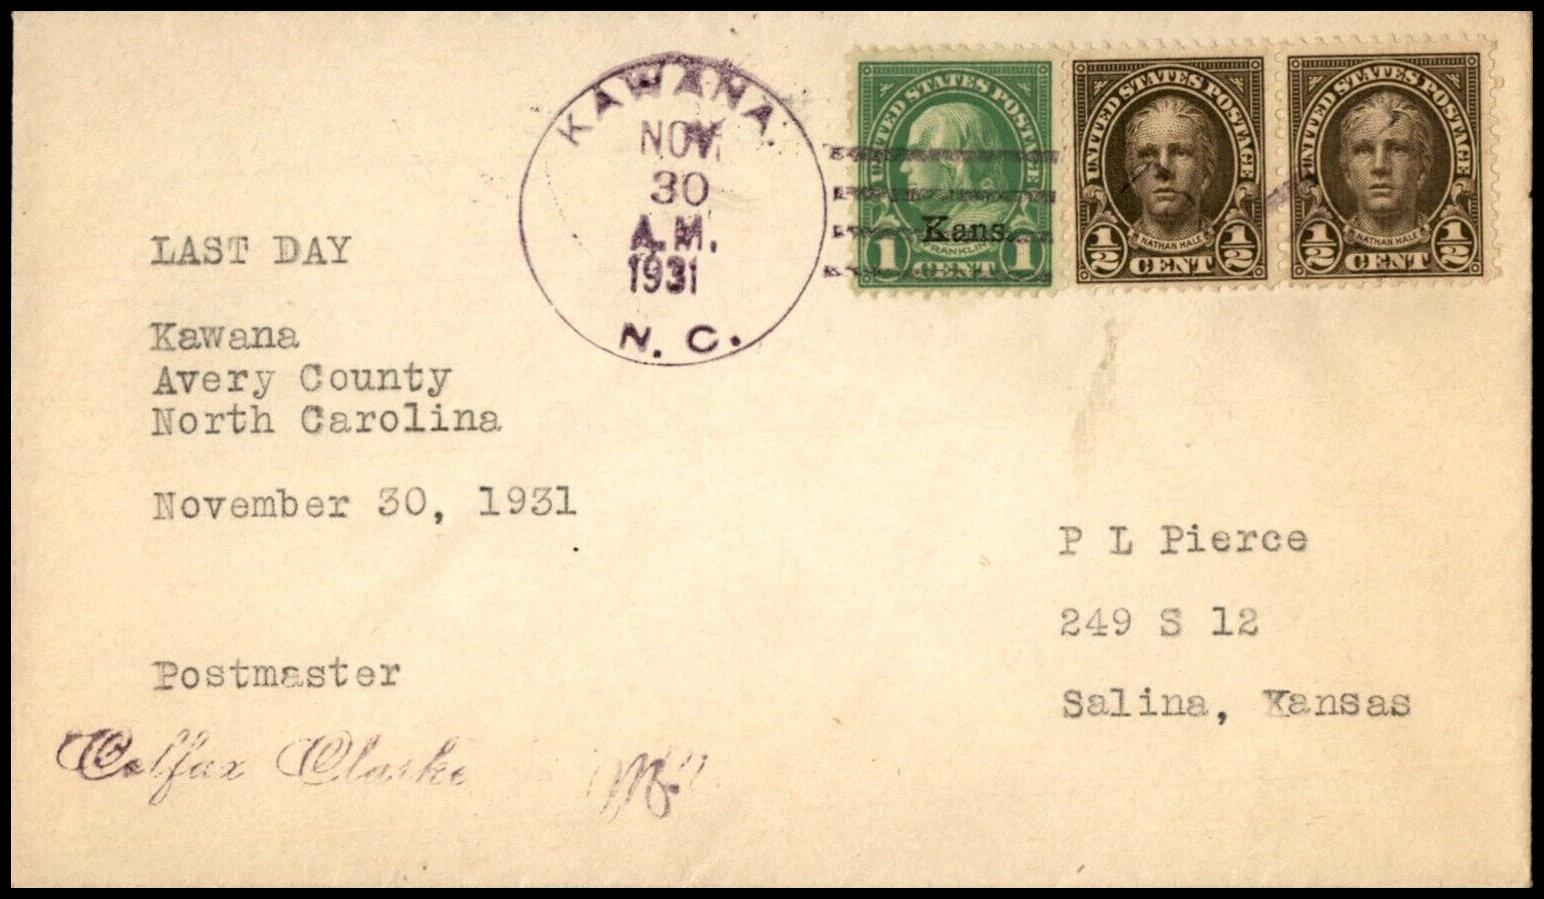 KAWANA.
NOV.
30
A.M.
1931
N. C.
UNITED STATES POSTAGE
Kans.
FRANKLIN
1 CENT 1
UNITED STATES POSTAGE
NATHAN HALE
1/2 CENT 1/2
UNITED STATES POSTAGE
NATHAN HALE
1/2 CENT 1/2
LAST DAY
Kawana
Avery County
North Carolina
November 30, 1931
Postmaster
Colfax Clarke
P L Pierce
249 S 12
Salina, Kansas